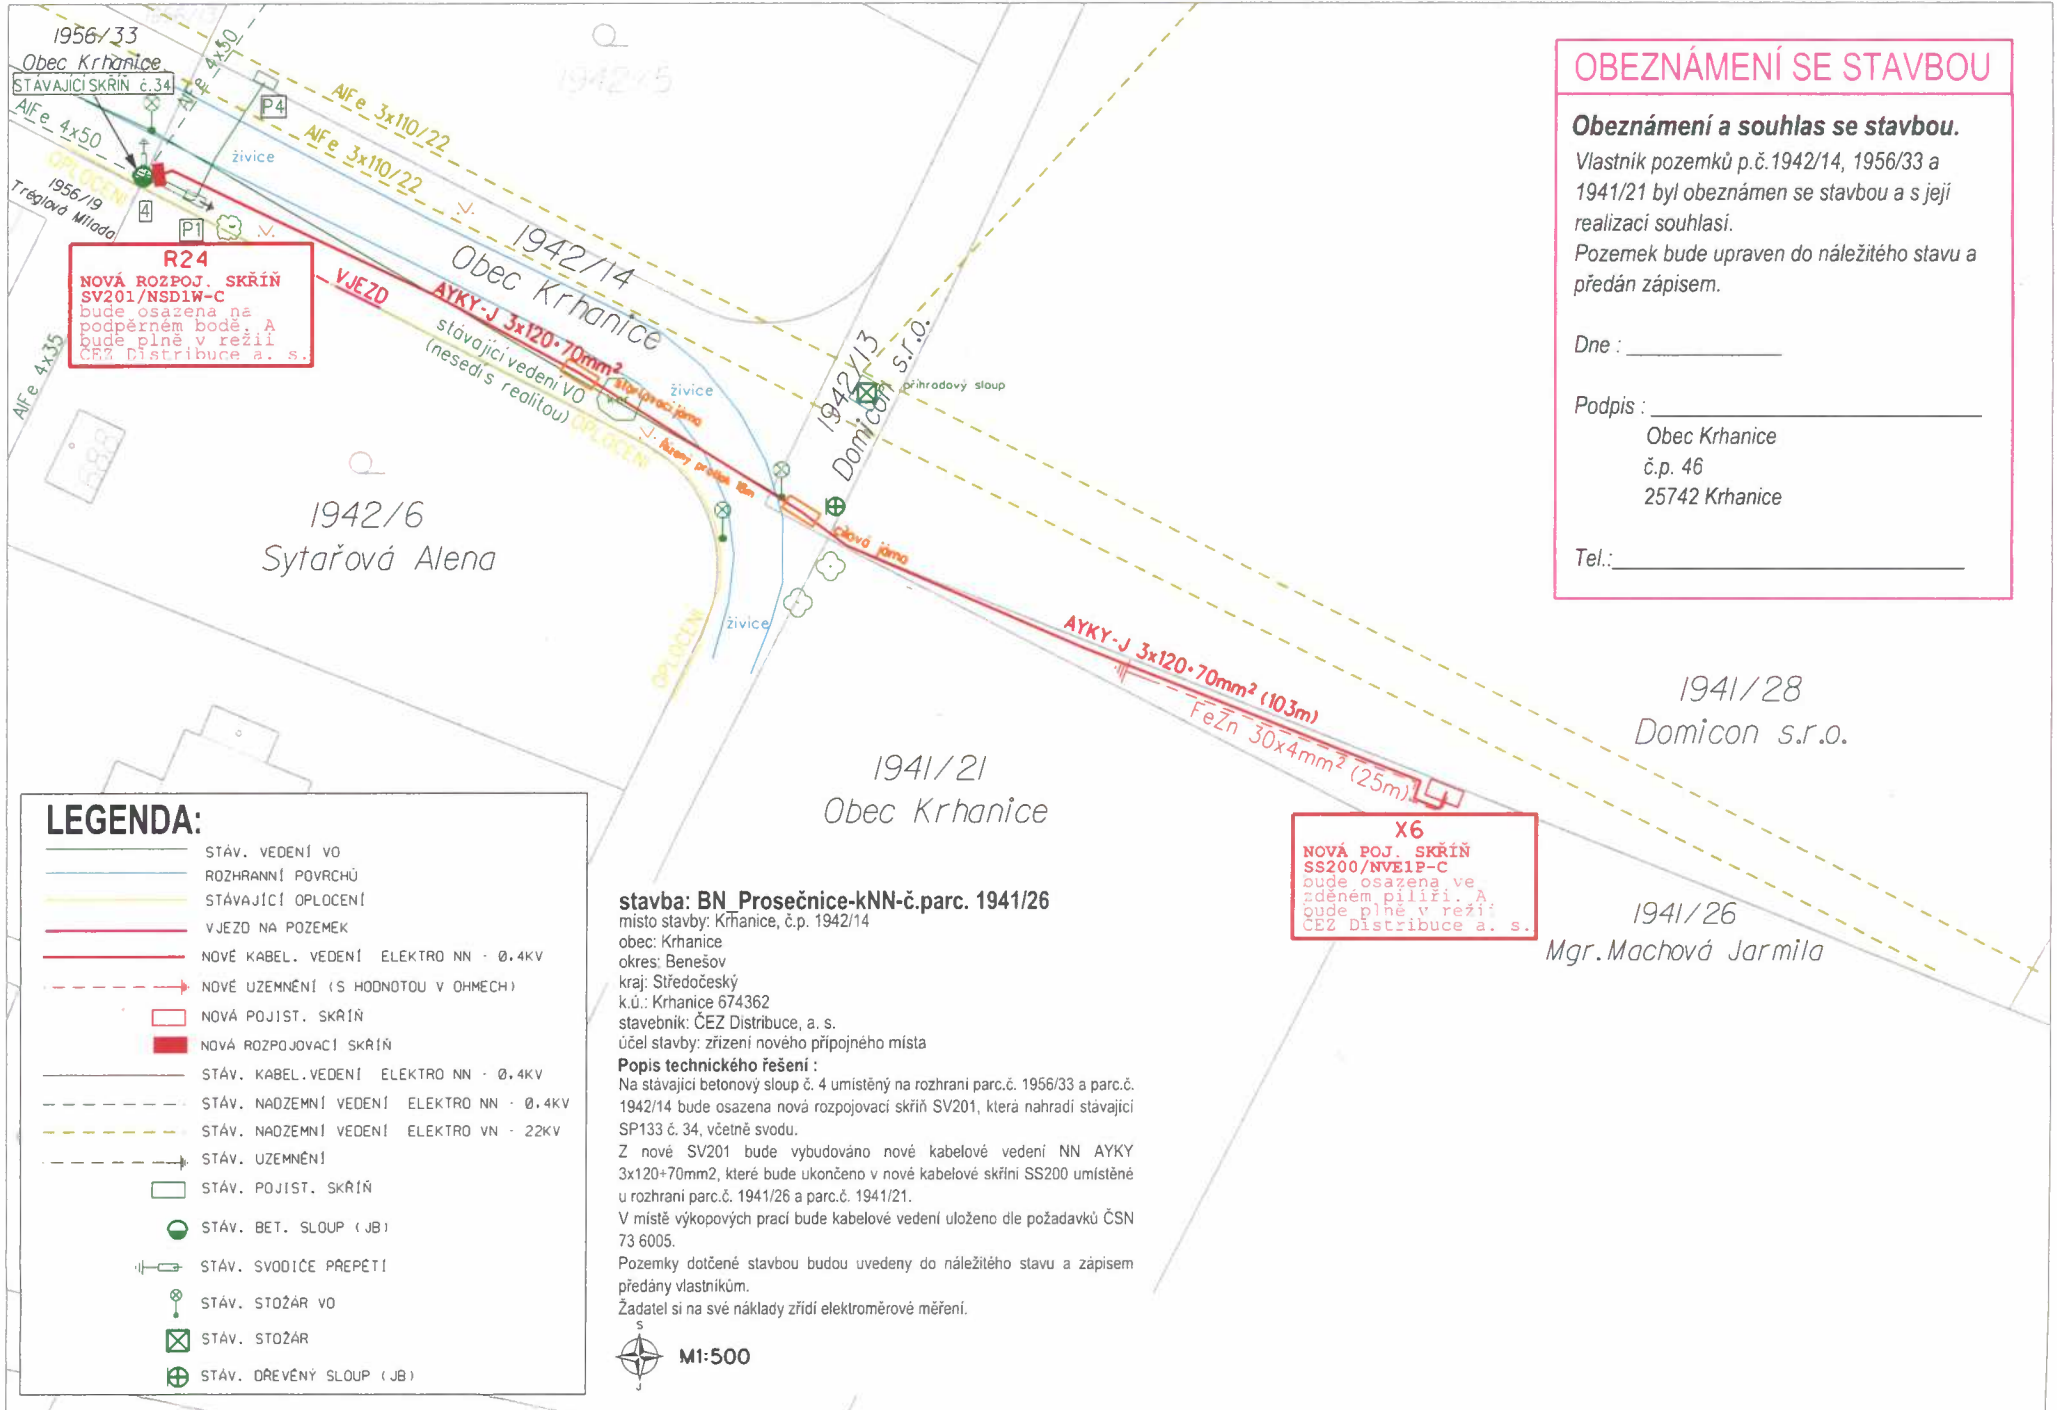 1956/33
Obec Krhanice
STÁVAJÍCÍ SKŘÍŇ č.34
AlFe 4x50
AlFe 4x50
OPLOCENÍ
1956/19
Tréglová Milada
4
P1
P4
živice
1942/5
AlFe 3x110/22
AlFe 3x110/22
R24
NOVÁ ROZPOJ. SKŘÍŇ
SV201/NSD1W-C
bude osazena na
podpěrném bodě. A
bude plně v režii
ČEZ Distribuce a. s.
VJEZD
AYKY-J 3x120+70mm²
1942/14
Obec Krhanice
stávající vedení VO
(nesedí s realitou)
startovací jáma
živice
OPLOCENÍ
Řízený protlak 18m
1942/13
Domicon s.r.o.
příhradový sloup
cílová jáma
AlFe 4x35
688
1942/6
Sytařová Alena
živice
OPLOCENÍ
AYKY-J 3x120+70mm² (103m)
FeZn 30x4mm² (25m)
1941/28
Domicon s.r.o.
1941/21
Obec Krhanice
X6
NOVÁ POJ. SKŘÍŇ
SS200/NVE1P-C
bude osazena ve
zděném pilíři. A
bude plně v režii
ČEZ Distribuce a. s.
1941/26
Mgr.Machová Jarmila
OBEZNÁMENÍ SE STAVBOU
Obeznámení a souhlas se stavbou.
Vlastník pozemků p.č.1942/14, 1956/33 a
1941/21 byl obeznámen se stavbou a s její
realizací souhlasí.
Pozemek bude upraven do náležitého stavu a
předán zápisem.
Dne :
Podpis :
Obec Krhanice
č.p. 46
25742 Krhanice
Tel.:
LEGENDA:
STÁV. VEDENÍ VO
ROZHRANNÍ POVRCHŮ
STÁVAJÍCÍ OPLOCENÍ
VJEZD NA POZEMEK
NOVÉ KABEL. VEDENÍ ELEKTRO NN - 0.4KV
NOVÉ UZEMNĚNÍ (S HODNOTOU V OHMECH)
NOVÁ POJIST. SKŘÍŇ
NOVÁ ROZPOJOVACÍ SKŘÍŇ
STÁV. KABEL.VEDENÍ ELEKTRO NN - 0.4KV
STÁV. NADZEMNÍ VEDENÍ ELEKTRO NN - 0.4KV
STÁV. NADZEMNÍ VEDENÍ ELEKTRO VN - 22KV
STÁV. UZEMNĚNÍ
STÁV. POJIST. SKŘÍŇ
STÁV. BET. SLOUP (JB)
STÁV. SVODIČE PŘEPĚTÍ
STÁV. STOŽÁR VO
STÁV. STOŽÁR
STÁV. DŘEVĚNÝ SLOUP (JB)
stavba: BN_Prosečnice-kNN-č.parc. 1941/26
místo stavby: Krhanice, č.p. 1942/14
obec: Krhanice
okres: Benešov
kraj: Středočeský
k.ú.: Krhanice 674362
stavebník: ČEZ Distribuce, a. s.
účel stavby: zřízení nového přípojného místa
Popis technického řešení :
Na stávající betonový sloup č. 4 umístěný na rozhraní parc.č. 1956/33 a parc.č.
1942/14 bude osazena nová rozpojovací skříň SV201, která nahradí stávající
SP133 č. 34, včetně svodu.
Z nové SV201 bude vybudováno nové kabelové vedení NN AYKY
3x120+70mm2, které bude ukončeno v nové kabelové skříni SS200 umístěné
u rozhraní parc.č. 1941/26 a parc.č. 1941/21.
V místě výkopových prací bude kabelové vedení uloženo dle požadavků ČSN
73 6005.
Pozemky dotčené stavbou budou uvedeny do náležitého stavu a zápisem
předány vlastníkům.
Žadatel si na své náklady zřídí elektroměrové měření.
S
J
M1:500